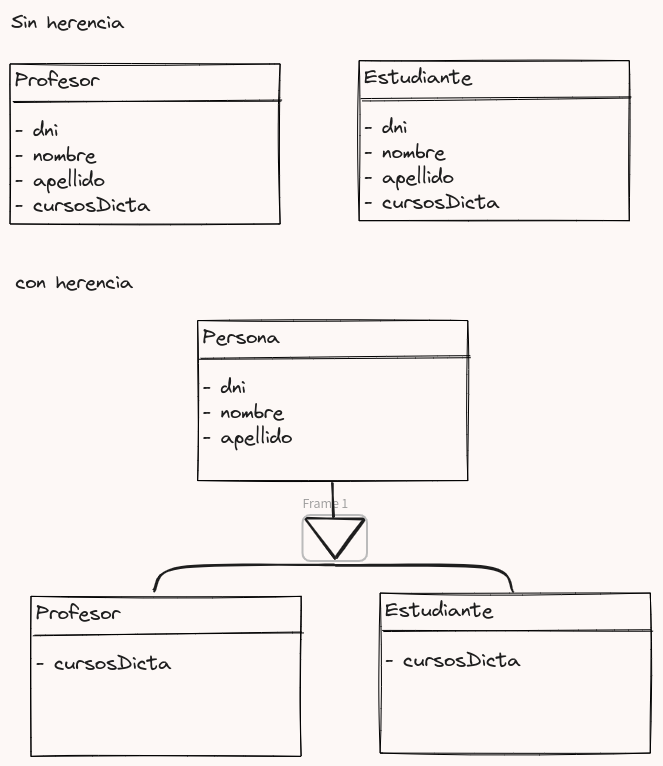 Sin herencia
Profesor
- dni
- nombre
- apellido
- cursosDicta
Estudiante
- dni
- nombre
- apellido
- cursosDicta
con herencia
Persona
- dni
- nombre
- apellido
Frame 1
Profesor
- cursosDicta
Estudiante
- cursosDicta